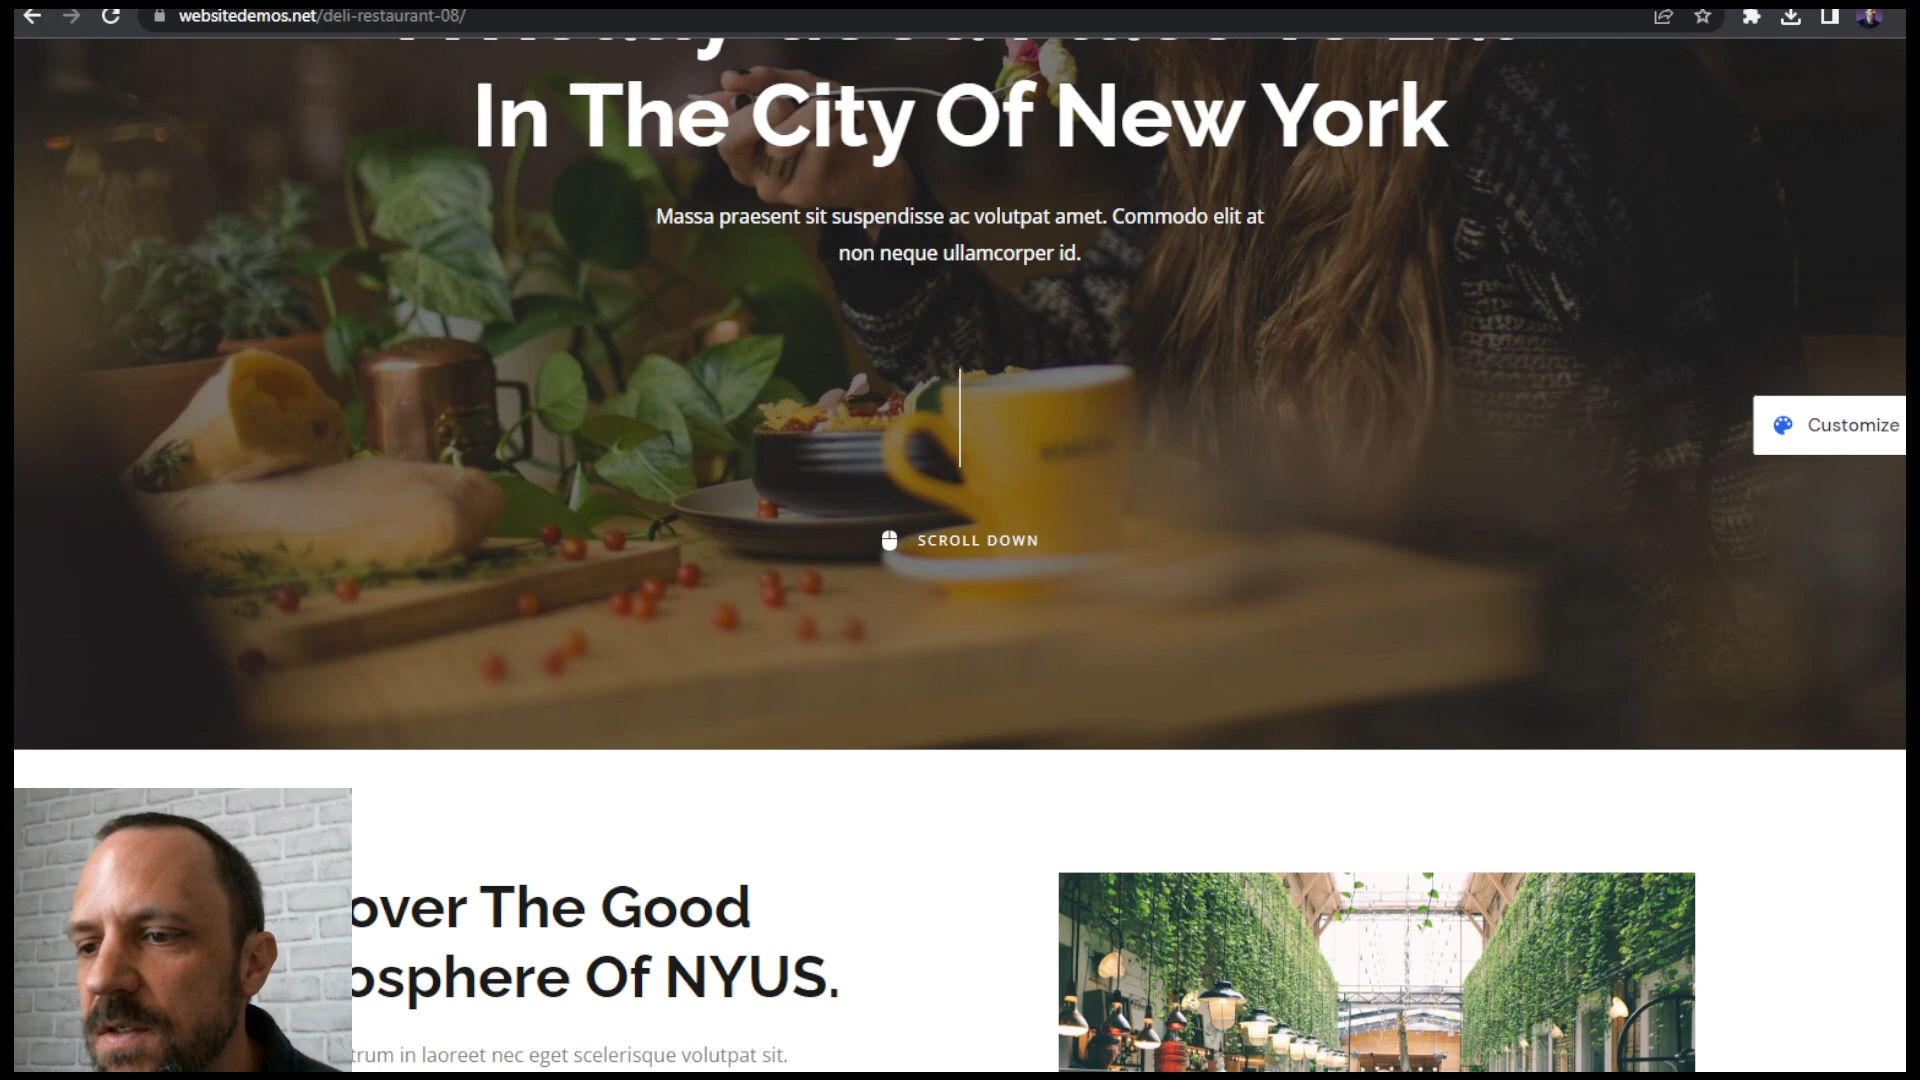 websitedemos.net/deli-restaurant-08/
In The City Of New York
Massa praesent sit suspendisse ac volutpat amet. Commodo elit at
non neque ullamcorper id.
Customize
SCROLL DOWN
over The Good
osphere Of NYUS.
trum in laoreet nec eget scelerisque volutpat sit.